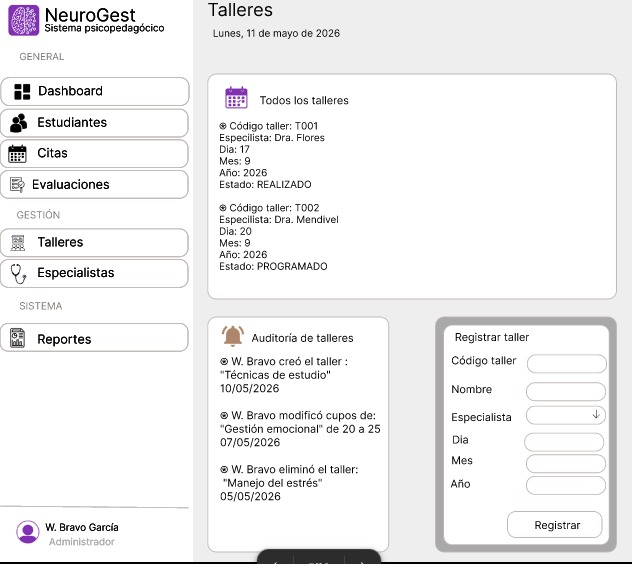 NeuroGest
Sistema psicopedagócico
GENERAL
Dashboard
Estudiantes
Citas
Evaluaciones
GESTIÓN
Talleres
Especialistas
SISTEMA
Reportes
W. Bravo García
Administrador
Talleres
Lunes, 11 de mayo de 2026
Todos los talleres
Código taller: T001
Especilista: Dra. Flores
Dia: 17
Mes: 9
Año: 2026
Estado: REALIZADO
Código taller: T002
Especilista: Dra. Mendivel
Dia: 20
Mes: 9
Año: 2026
Estado: PROGRAMADO
Auditoría de talleres
W. Bravo creó el taller :
"Técnicas de estudio"
10/05/2026
W. Bravo modificó cupos de:
"Gestión emocional" de 20 a 25
07/05/2026
W. Bravo eliminó el taller:
"Manejo del estrés"
05/05/2026
Registrar taller
Código taller
Nombre
Especialista
Dia
Mes
Año
Registrar